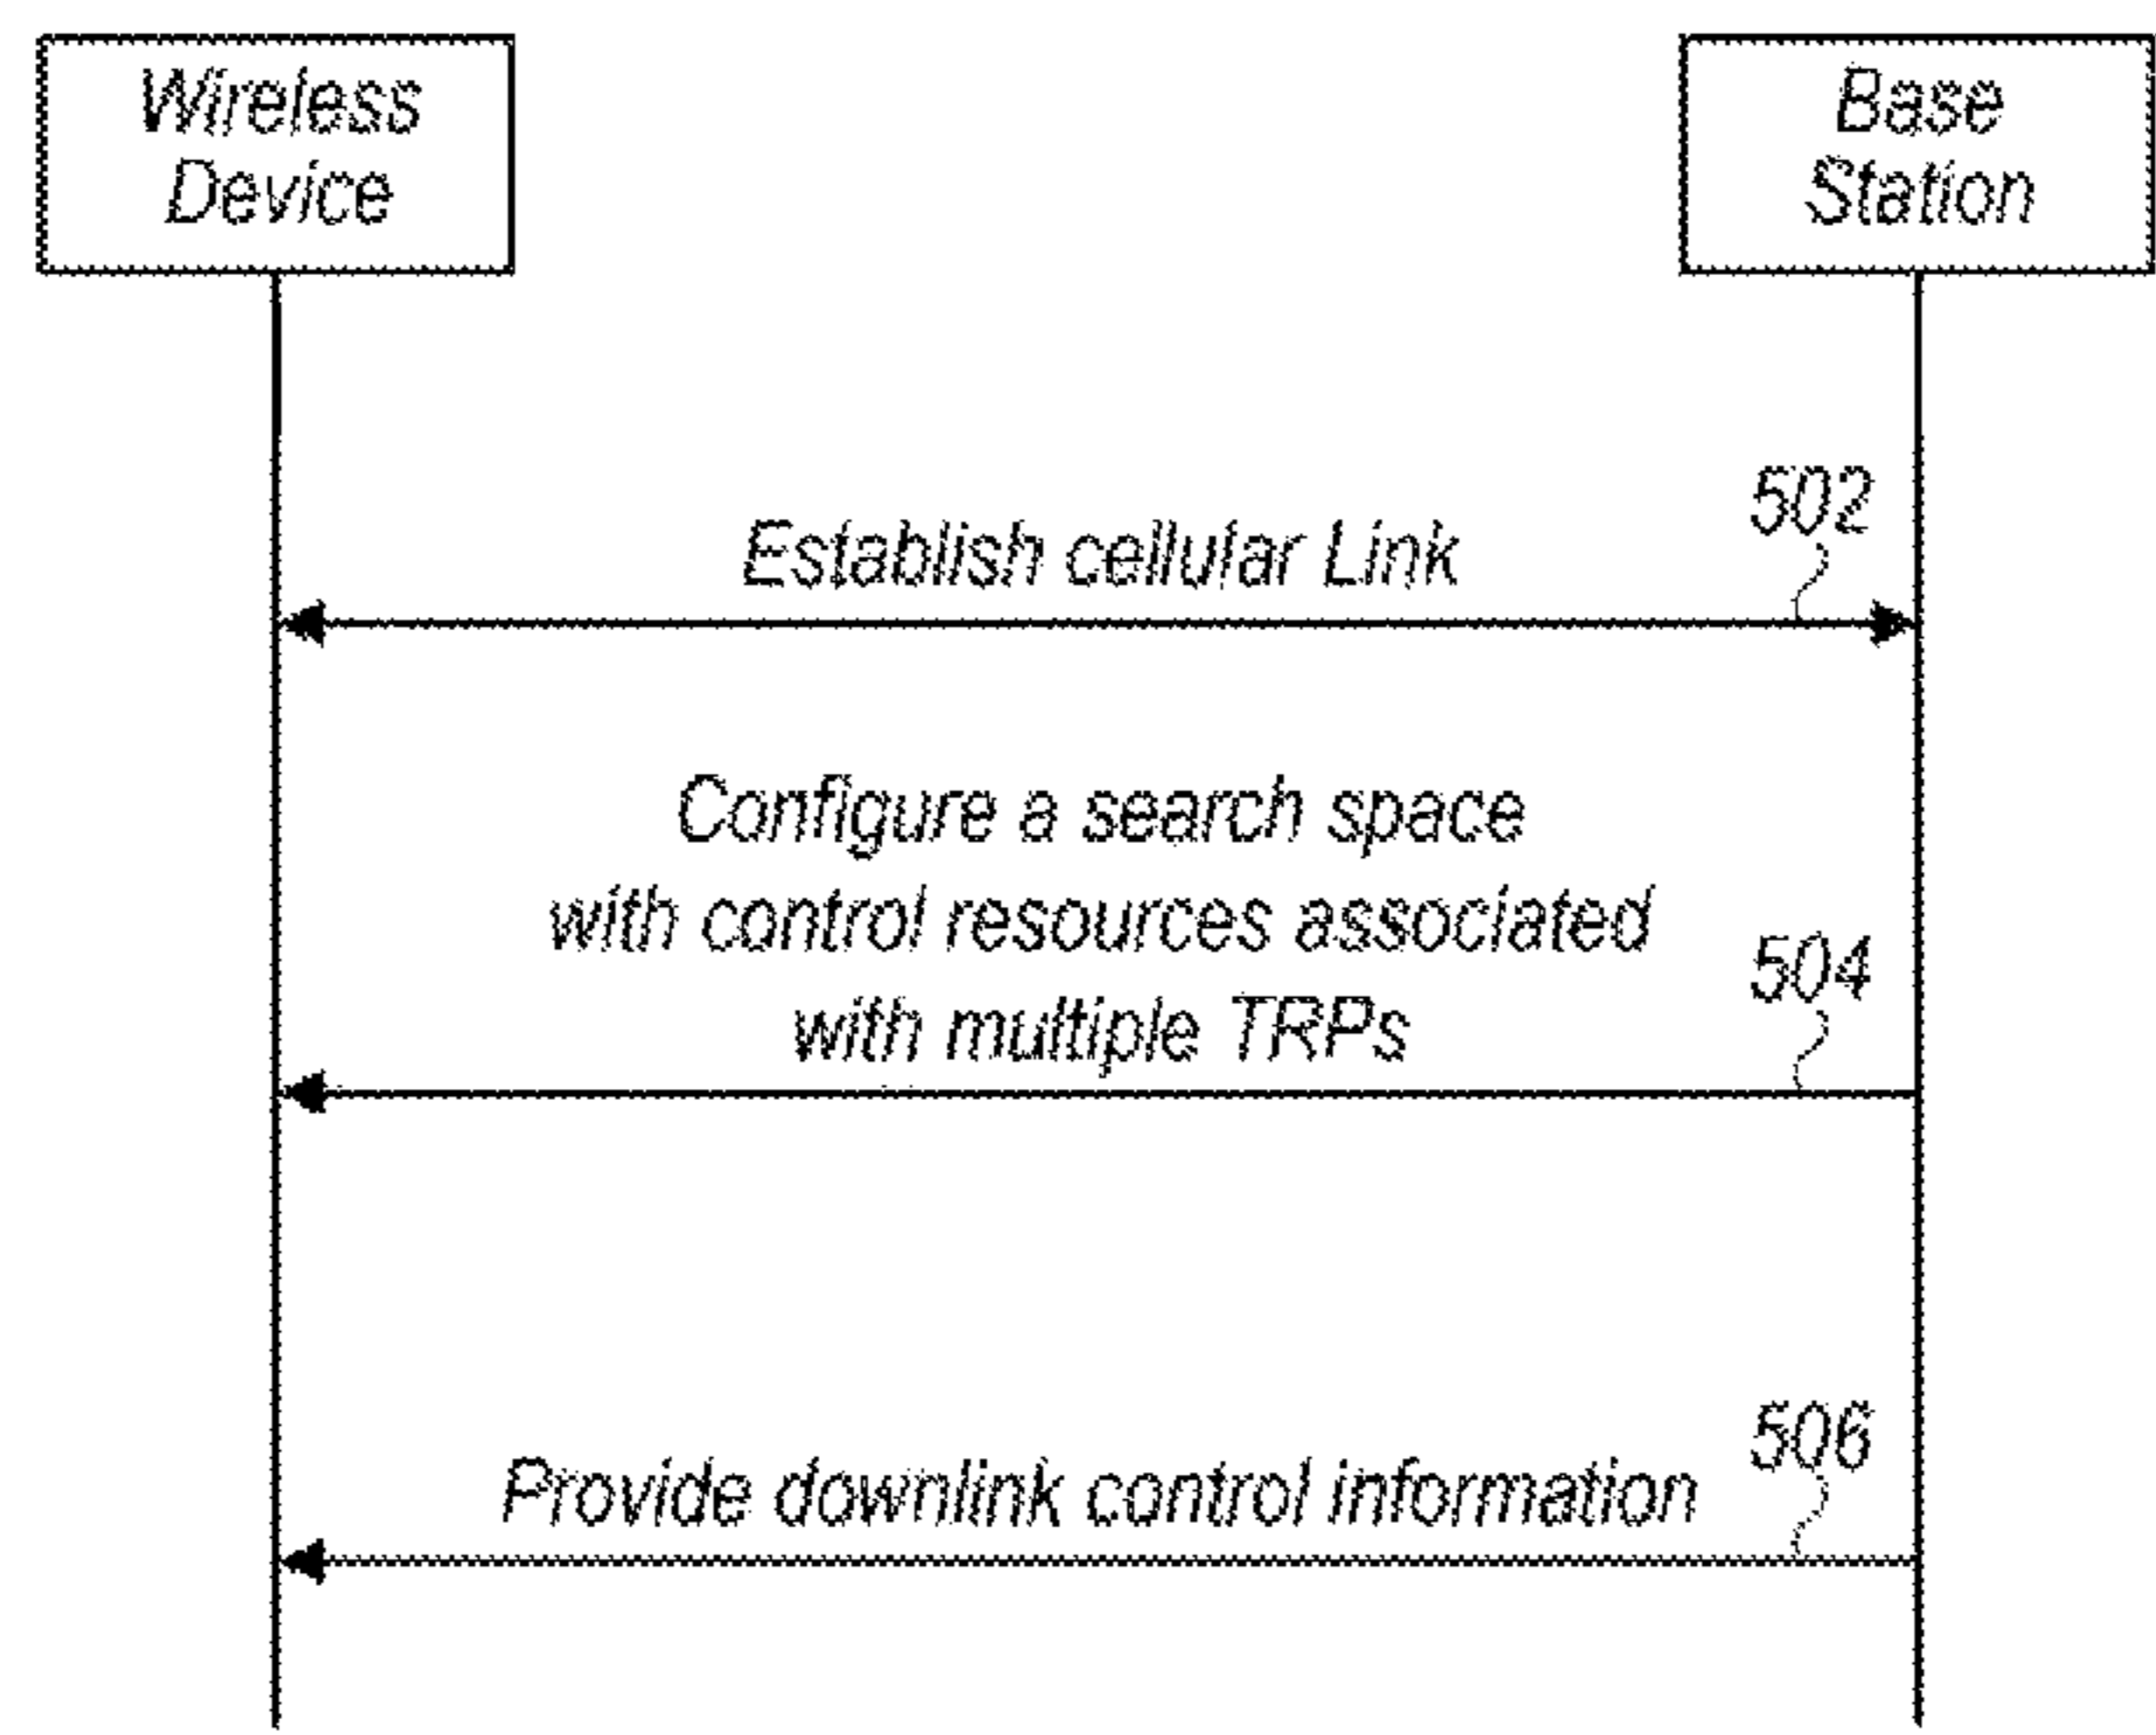 Wireless
Device
Base
Station
502
Establish cellular Link
Configure a search space
with control resources associated
504
with multiple TRPs
506
Provide downlink control information